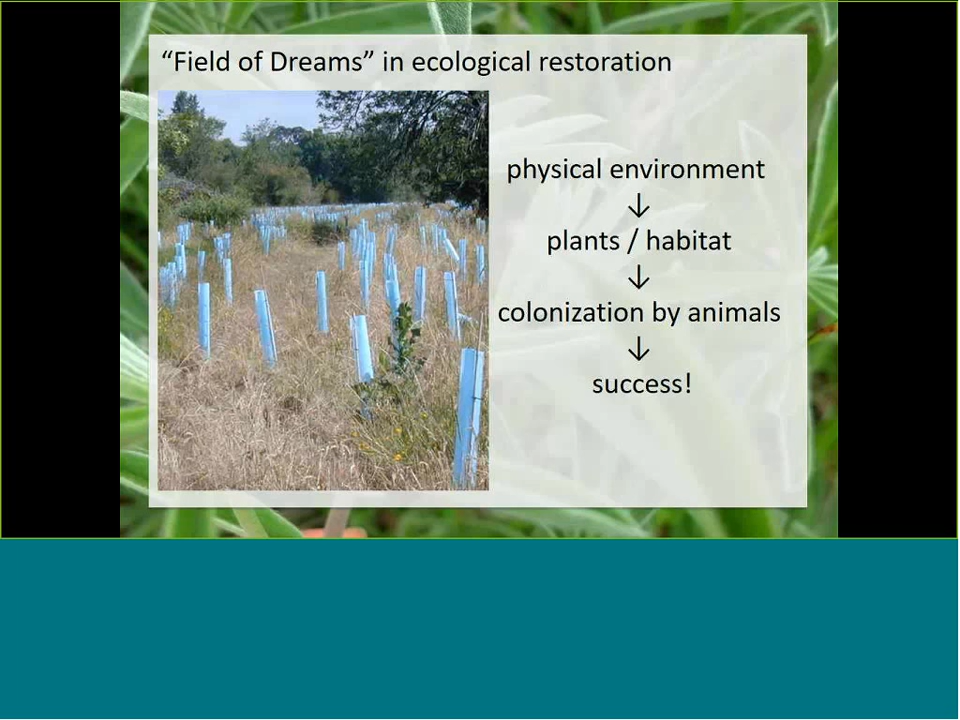 “Field of Dreams” in ecological restoration
physical environment
↓
plants / habitat
↓
colonization by animals
↓
success!